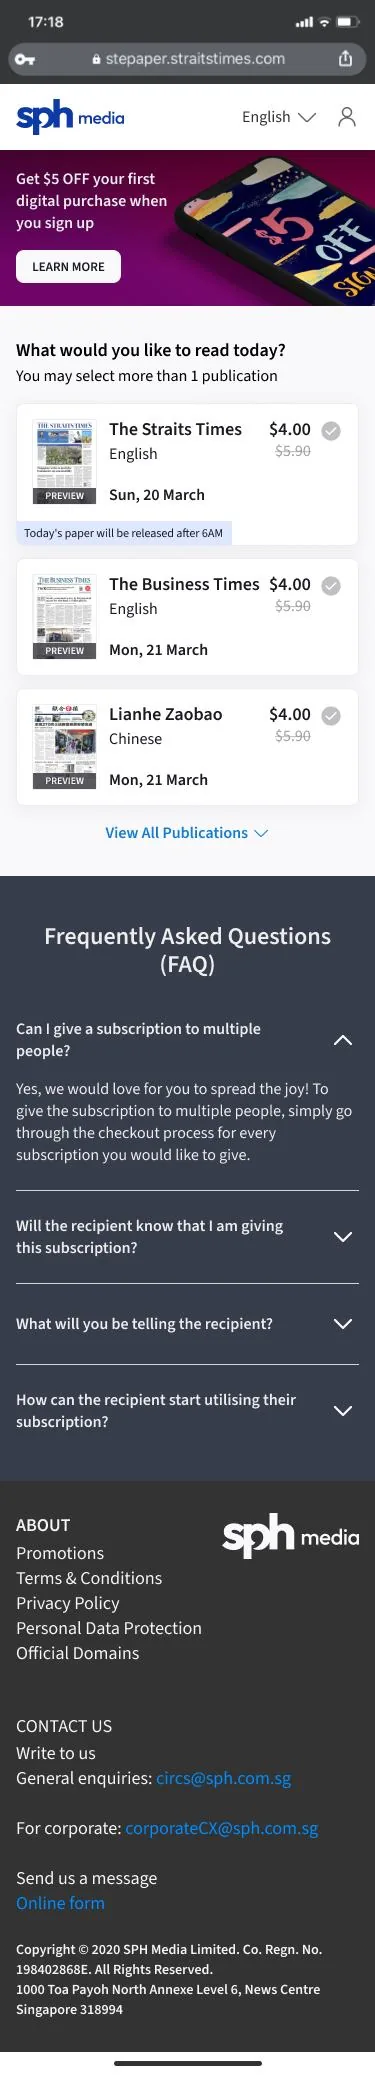 17:18
stepaper.straitstimes.com
sph media
English
Get $5 OFF your first
digital purchase when
you sign up
LEARN MORE
$5
OFF
SIGN
What would you like to read today?
You may select more than 1 publication
THE STRAITS TIMES
PREVIEW
The Straits Times
$4.00
English
$5.90
Sun, 20 March
Today's paper will be released after 6AM
THE BUSINESS TIMES
PREVIEW
The Business Times
$4.00
English
$5.90
Mon, 21 March
PREVIEW
Lianhe Zaobao
$4.00
Chinese
$5.90
Mon, 21 March
View All Publications
Frequently Asked Questions
(FAQ)
Can I give a subscription to multiple
people?
Yes, we would love for you to spread the joy! To
give the subscription to multiple people, simply go
through the checkout process for every
subscription you would like to give.
Will the recipient know that I am giving
this subscription?
What will you be telling the recipient?
How can the recipient start utilising their
subscription?
ABOUT
sph media
Promotions
Terms & Conditions
Privacy Policy
Personal Data Protection
Official Domains
CONTACT US
Write to us
General enquiries: circs@sph.com.sg
For corporate: corporateCX@sph.com.sg
Send us a message
Online form
Copyright © 2020 SPH Media Limited. Co. Regn. No.
198402868E. All Rights Reserved.
1000 Toa Payoh North Annexe Level 6, News Centre
Singapore 318994